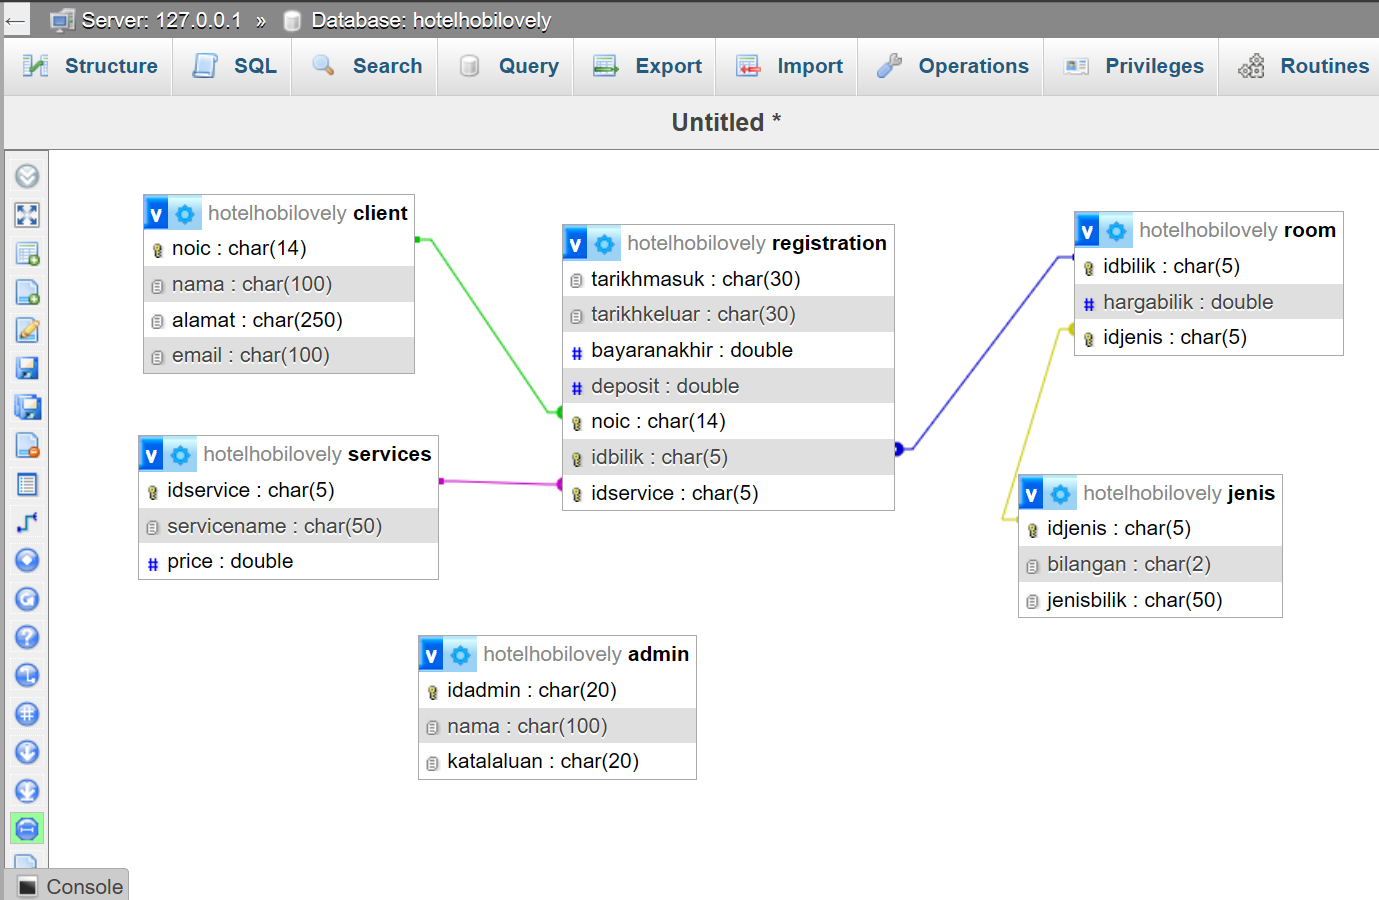 Server: 127.0.0.1 » Database: hotelhobilovely
Structure SQL Search Query Export Import Operations Privileges Routines
Untitled *
v hotelhobilovely client
noic : char(14)
nama : char(100)
alamat : char(250)
email : char(100)
v hotelhobilovely registration
tarikhmasuk : char(30)
tarikhkeluar : char(30)
# bayaranakhir : double
# deposit : double
noic : char(14)
idbilik : char(5)
idservice : char(5)
v hotelhobilovely room
idbilik : char(5)
# hargabilik : double
idjenis : char(5)
v hotelhobilovely services
idservice : char(5)
servicename : char(50)
# price : double
v hotelhobilovely jenis
idjenis : char(5)
bilangan : char(2)
jenisbilik : char(50)
v hotelhobilovely admin
idadmin : char(20)
nama : char(100)
katalaluan : char(20)
Console